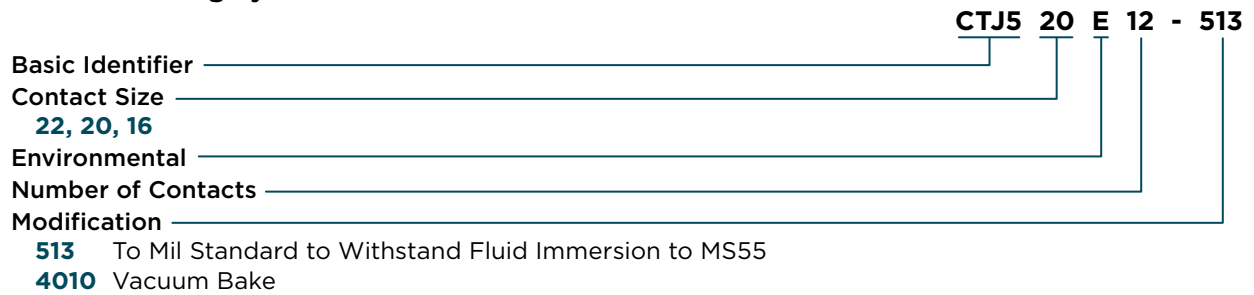 CTJ5 20 E 12 - 513
Basic Identifier
Contact Size
22, 20, 16
Environmental
Number of Contacts
Modification
513 To Mil Standard to Withstand Fluid Immersion to MS55
4010 Vacuum Bake